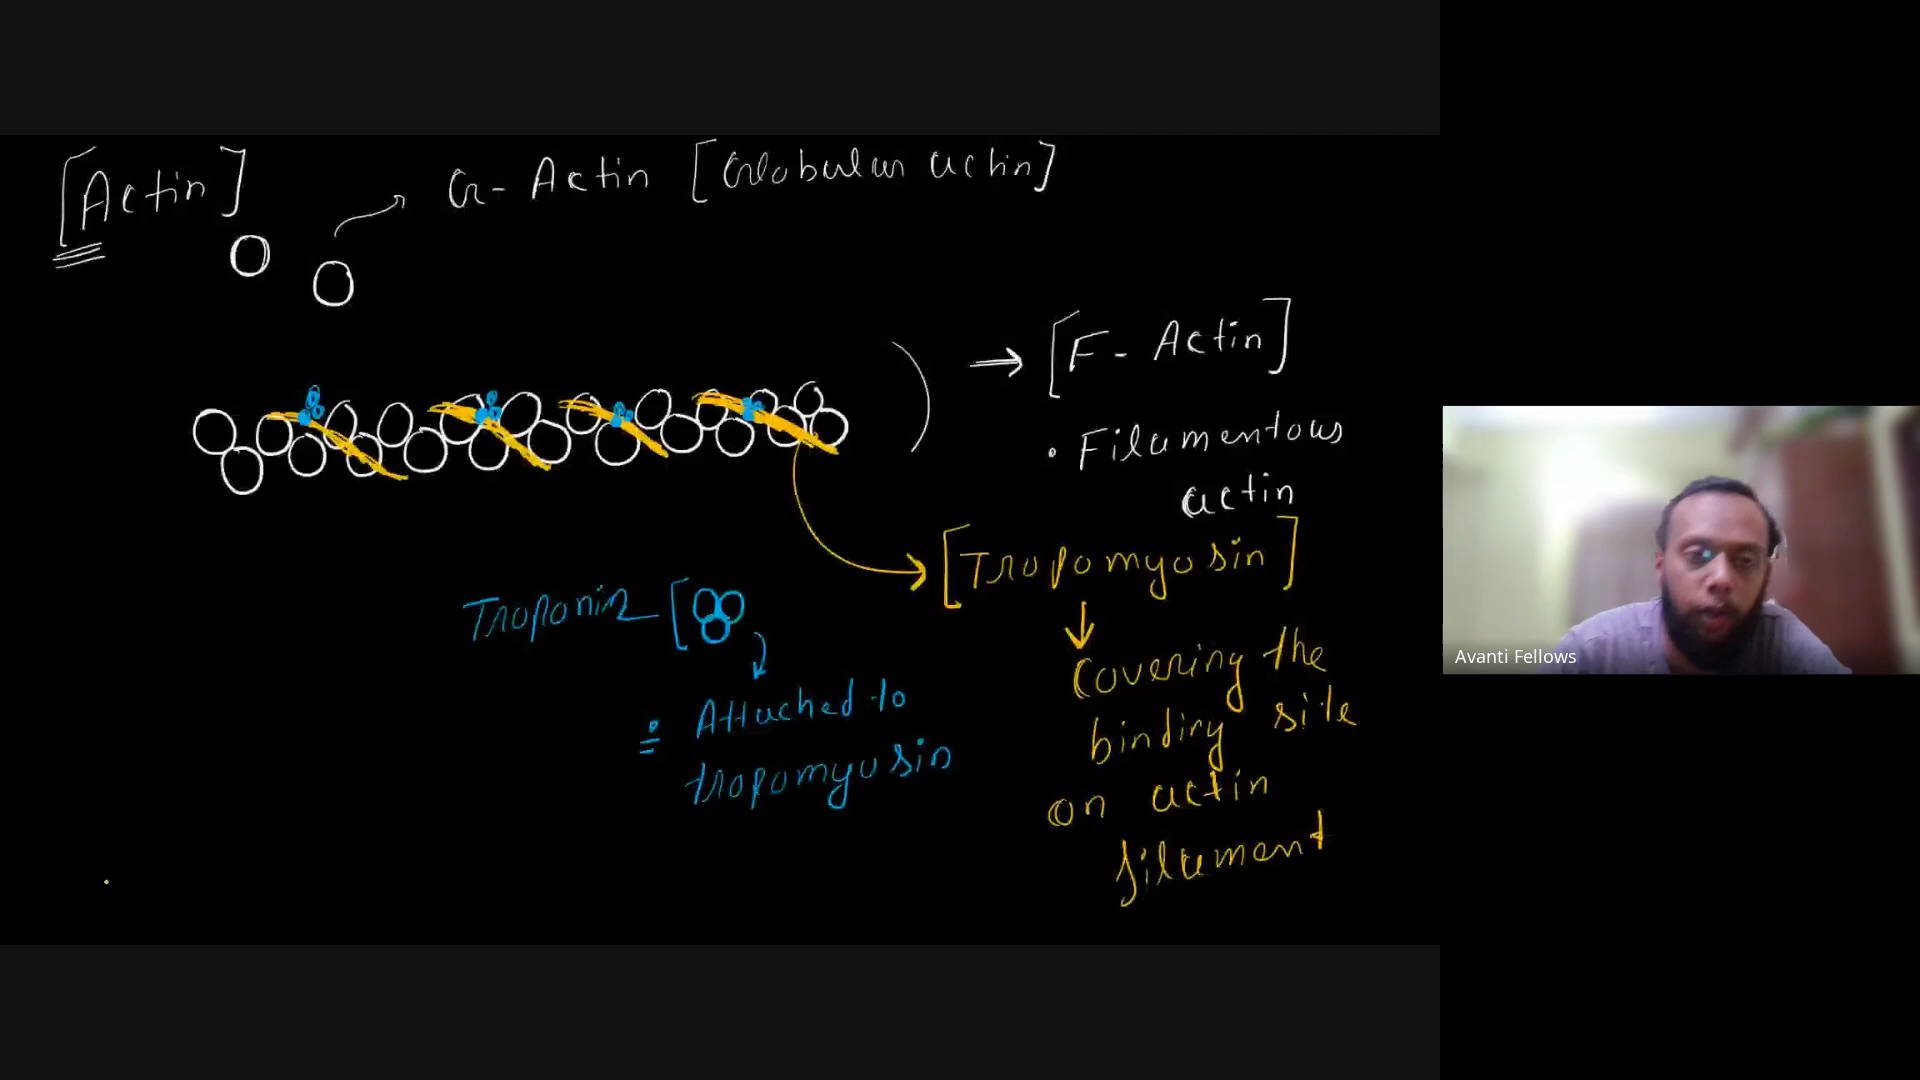 [Actin]
G-Actin [Globular actin]
→ [F-Actin]
• Filamentous
actin
[Tropomyosin]
Troponin [
Covering the
binding site
on actin
filament
Attached to
tropomyosin
Avanti Fellows